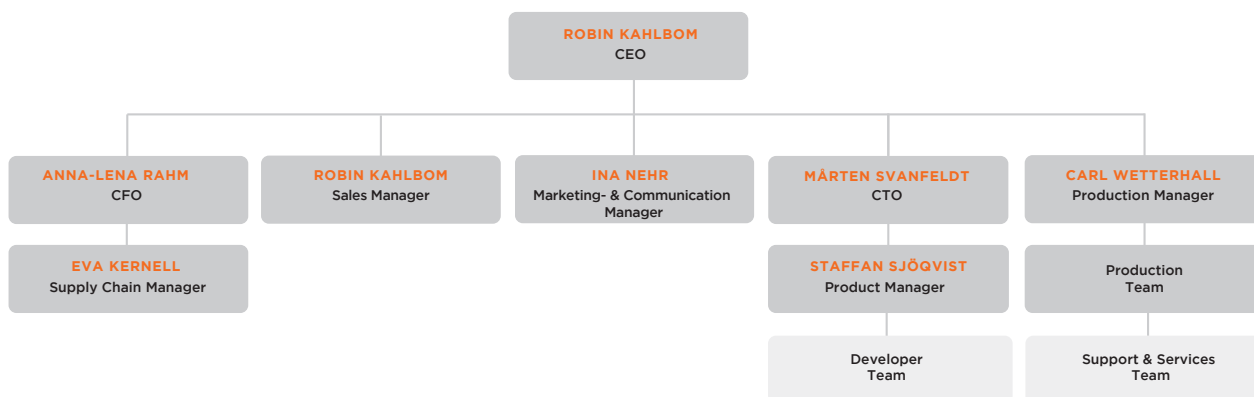 ROBIN KAHLBOM
CEO
ANNA-LENA RAHM
CFO
ROBIN KAHLBOM
Sales Manager
INA NEHR
Marketing- & Communication
Manager
MÅRTEN SVANFELDT
CTO
CARL WETTERHALL
Production Manager
EVA KERNELL
Supply Chain Manager
STAFFAN SJÖQVIST
Product Manager
Production
Team
Developer
Team
Support & Services
Team